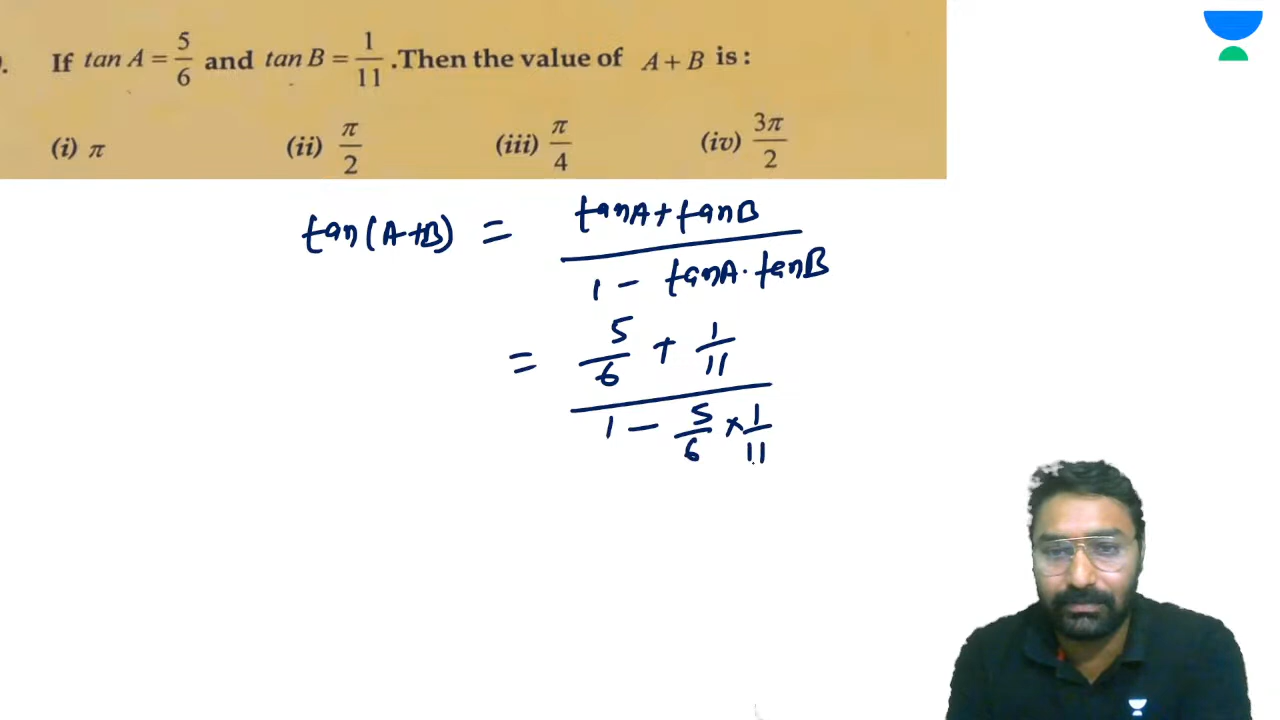 If tan A = 5/6 and tan B = 1/11 .Then the value of A + B is :
(i) π (ii) π/2 (iii) π/4 (iv) 3π/2
tan(A+B) = (tanA + tanB)/(1 - tanA · tanB)
= (5/6 + 1/11)/(1 - 5/6 × 1/11)